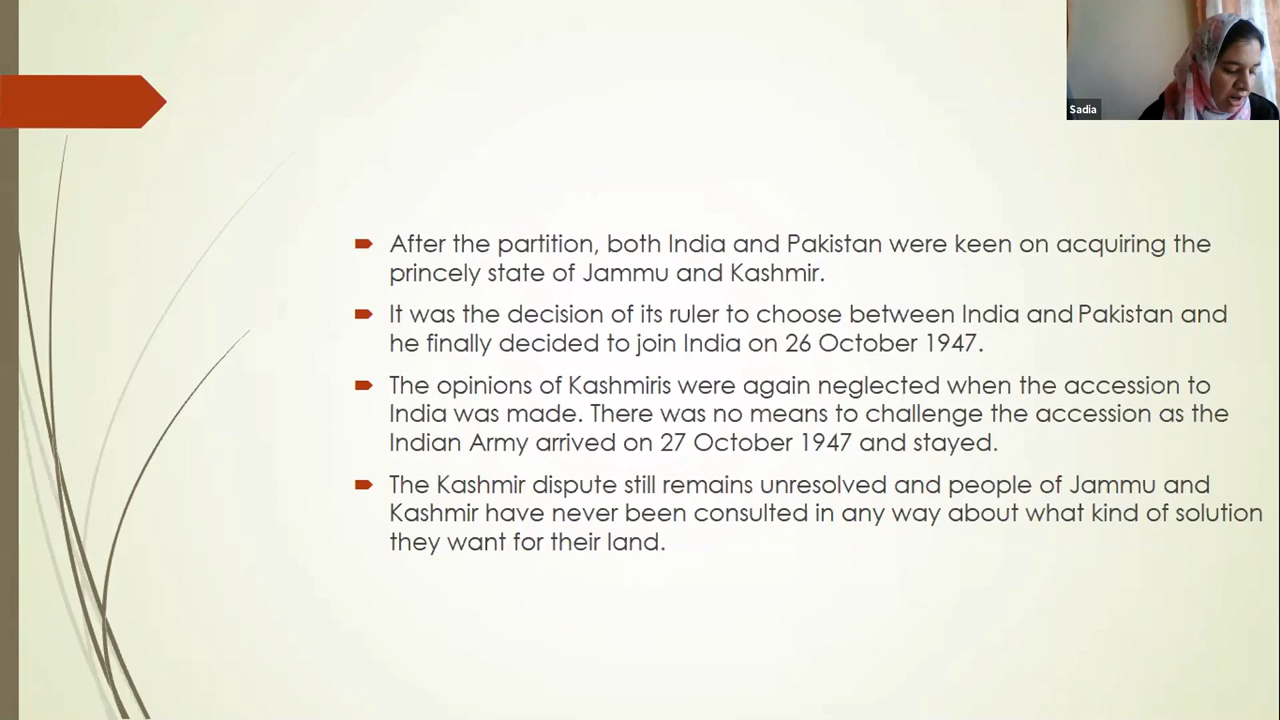 Sadia
After the partition, both India and Pakistan were keen on acquiring the
princely state of Jammu and Kashmir.
It was the decision of its ruler to choose between India and Pakistan and
he finally decided to join India on 26 October 1947.
The opinions of Kashmiris were again neglected when the accession to
India was made. There was no means to challenge the accession as the
Indian Army arrived on 27 October 1947 and stayed.
The Kashmir dispute still remains unresolved and people of Jammu and
Kashmir have never been consulted in any way about what kind of solution
they want for their land.